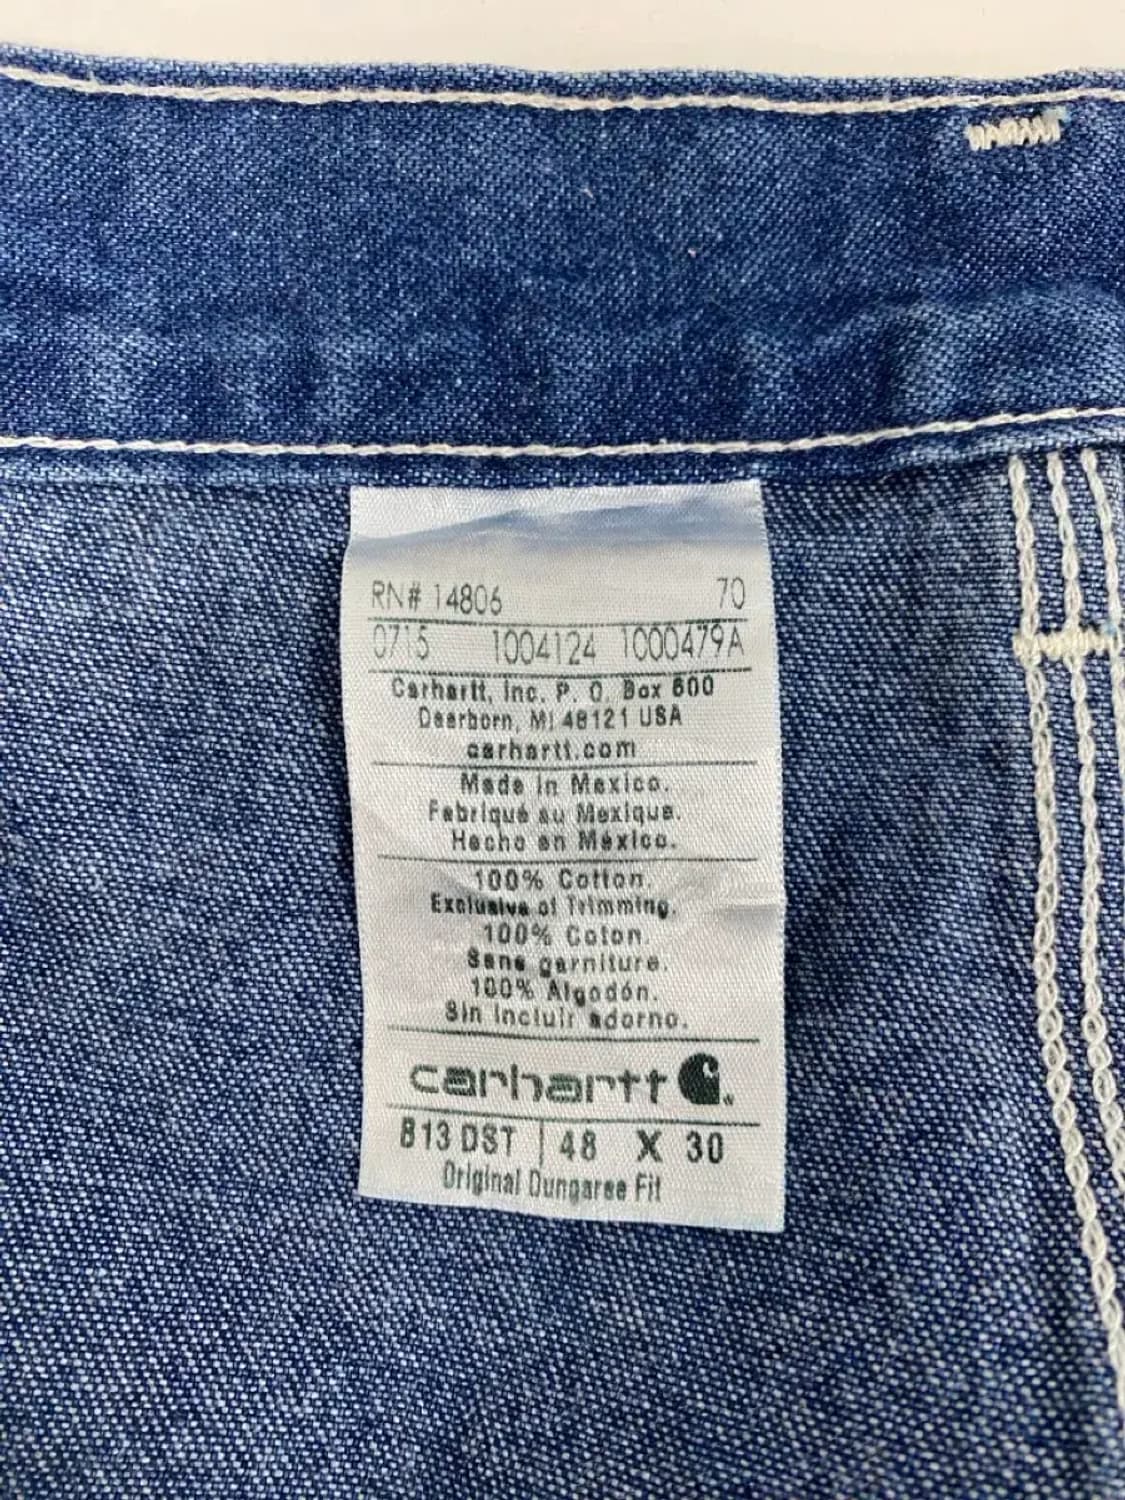 RN# 14806 70
0715 1004124 1000479A
Carhartt, Inc. P. O. Box 600
Dearborn, MI 48121 USA
carhartt.com
Made in Mexico.
Fabriqué au Mexique.
Hecho en México.
100% Cotton.
Exclusive of Trimming.
100% Coton.
Sans garniture.
100% Algodón.
Sin incluir adorno.
carhartt
B13 DST | 48 X 30
Original Dungaree Fit